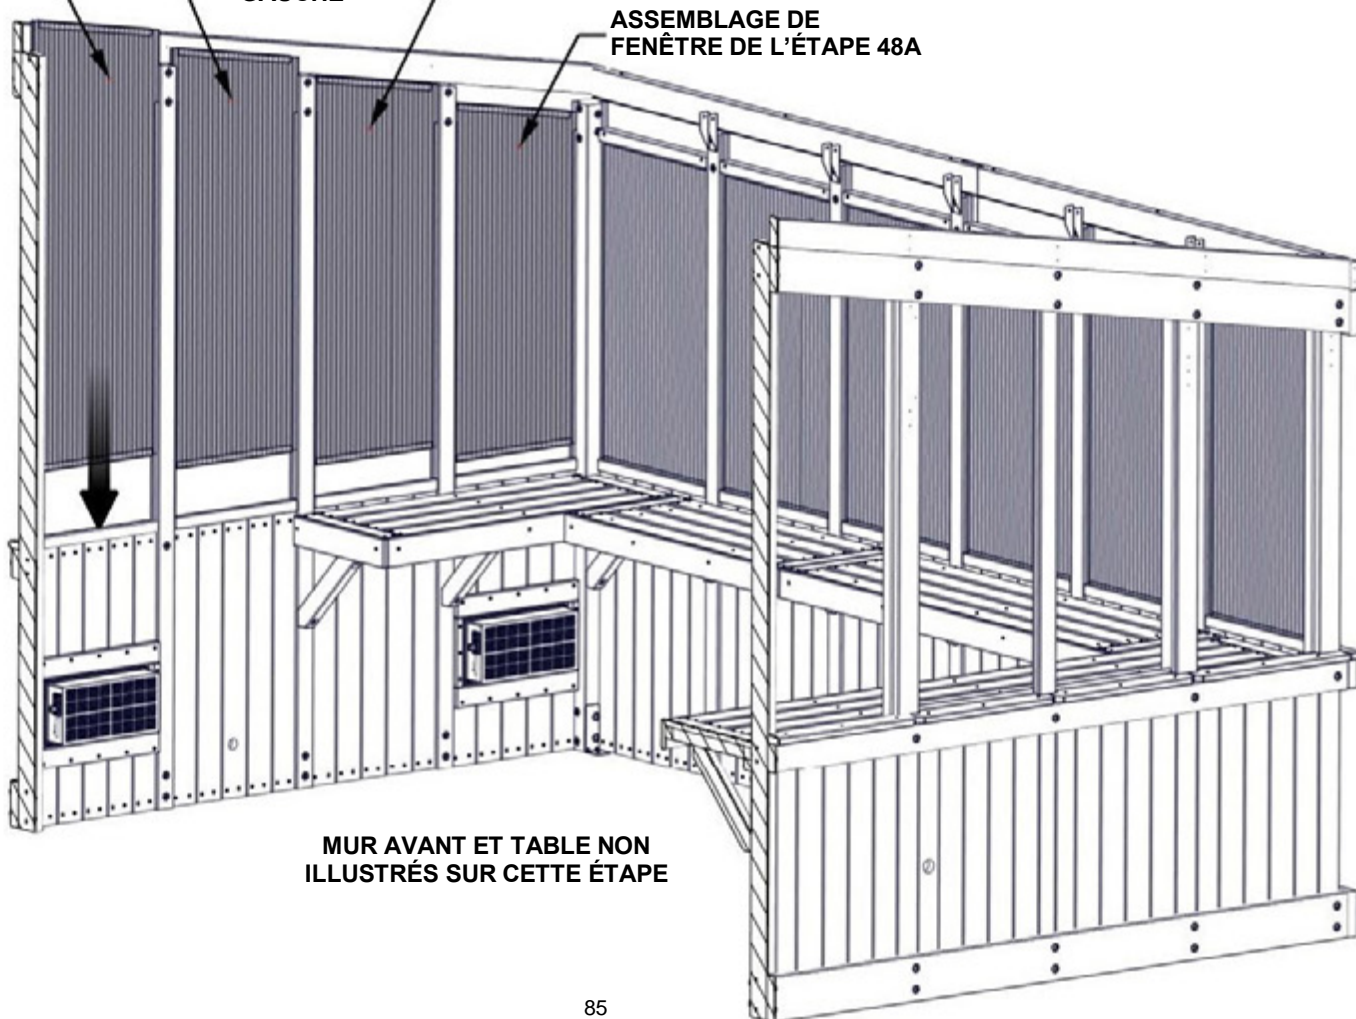 ASSEMBLAGE DE
FENÊTRE DE L’ÉTAPE 48A
MUR AVANT ET TABLE NON
ILLUSTRÉS SUR CETTE ÉTAPE
85